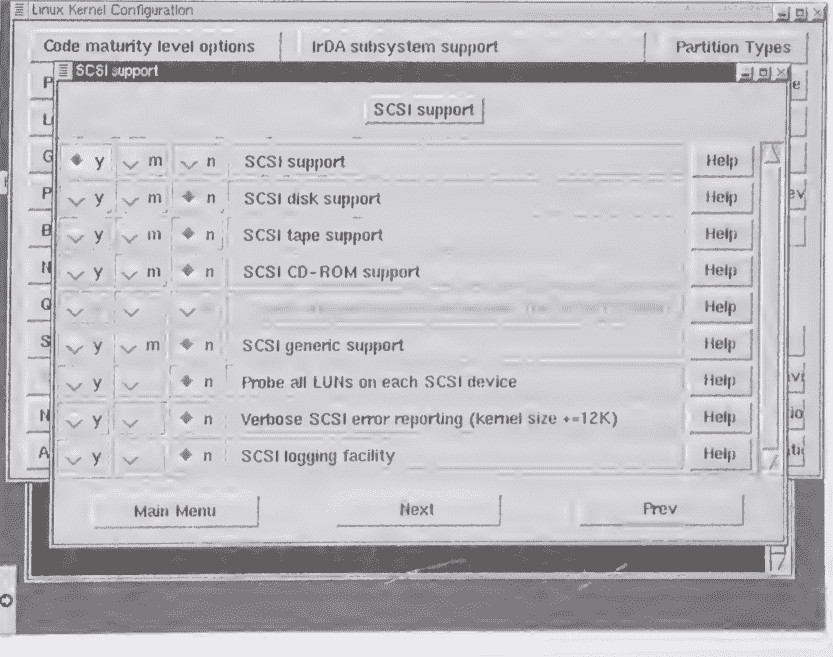 Linux Kernel Configuration
Code maturity level options IrDA subsystem support Partition Types
SCSI support
SCSI support
y m n SCSI support Help
y m n SCSI disk support Help
y m n SCSI tape support Help
y m n SCSI CD-ROM support Help
Help
y m n SCSI generic support Help
y n Probe all LUNs on each SCSI device Help
y n Verbose SCSI error reporting (kernel size +=12K) Help
y n SCSI logging facility Help
Main Menu Next Prev